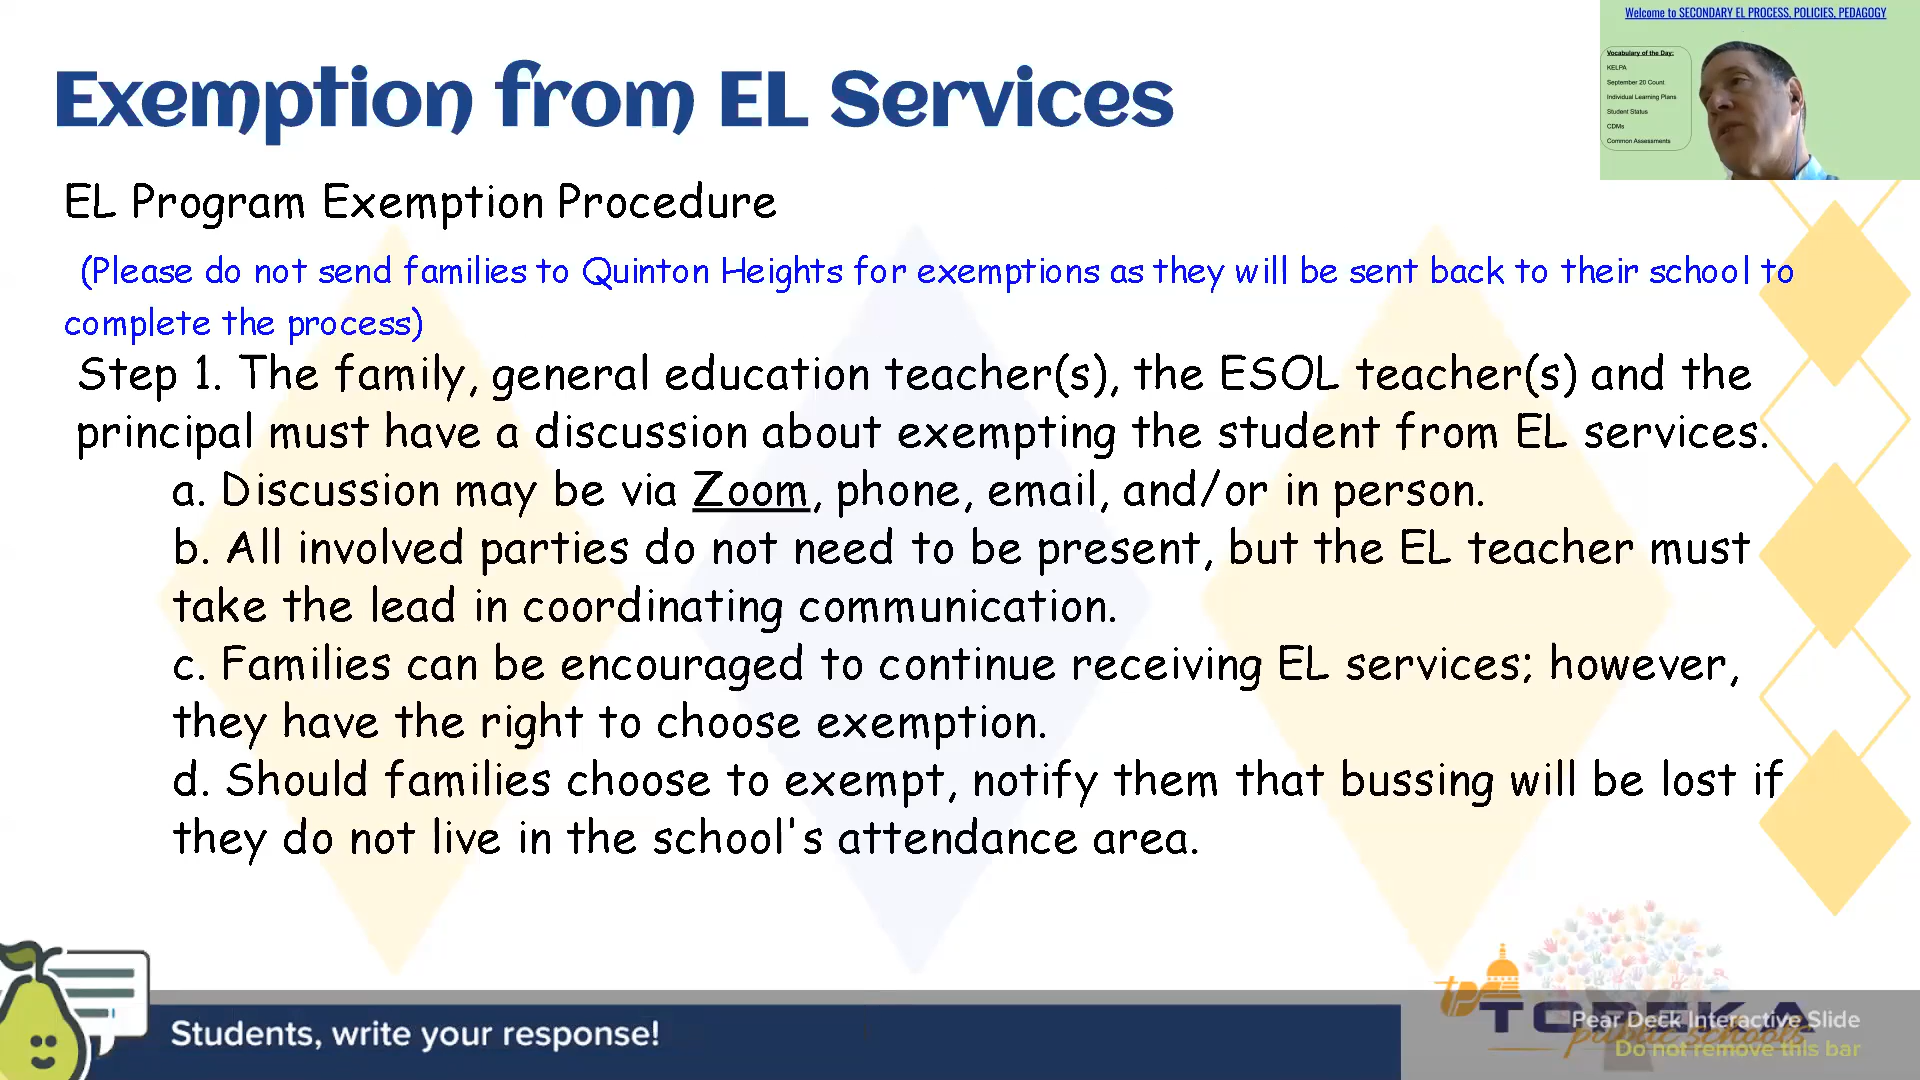 Welcome to SECONDARY EL PROCESS, POLICIES, PEDAGOGY
Vocabulary of the Day:
KELPA
September 20 Count
Individual Learning Plans
Student Status
CDMs
Common Assessments
Exemption from EL Services
EL Program Exemption Procedure
(Please do not send families to Quinton Heights for exemptions as they will be sent back to their school to
complete the process)
Step 1. The family, general education teacher(s), the ESOL teacher(s) and the
principal must have a discussion about exempting the student from EL services.
a. Discussion may be via Zoom, phone, email, and/or in person.
b. All involved parties do not need to be present, but the EL teacher must
take the lead in coordinating communication.
c. Families can be encouraged to continue receiving EL services; however,
they have the right to choose exemption.
d. Should families choose to exempt, notify them that bussing will be lost if
they do not live in the school's attendance area.
Students, write your response!
tps
TOPEKA
public schools
Pear Deck Interactive Slide
Do not remove this bar